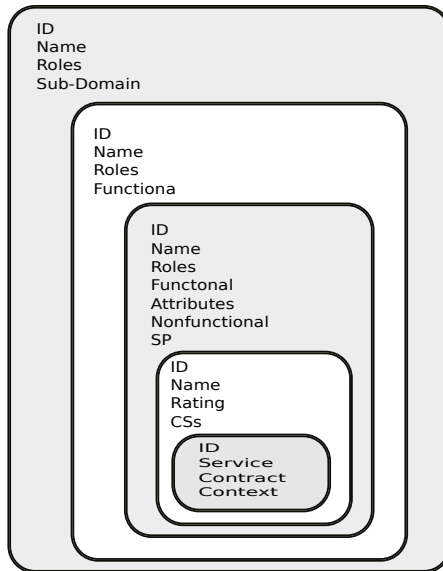 ID
Name
Roles
Sub-Domain
ID
Name
Roles
Functiona
ID
Name
Roles
Functonal
Attributes
Nonfunctional
SP
ID
Name
Rating
CSs
ID
Service
Contract
Context